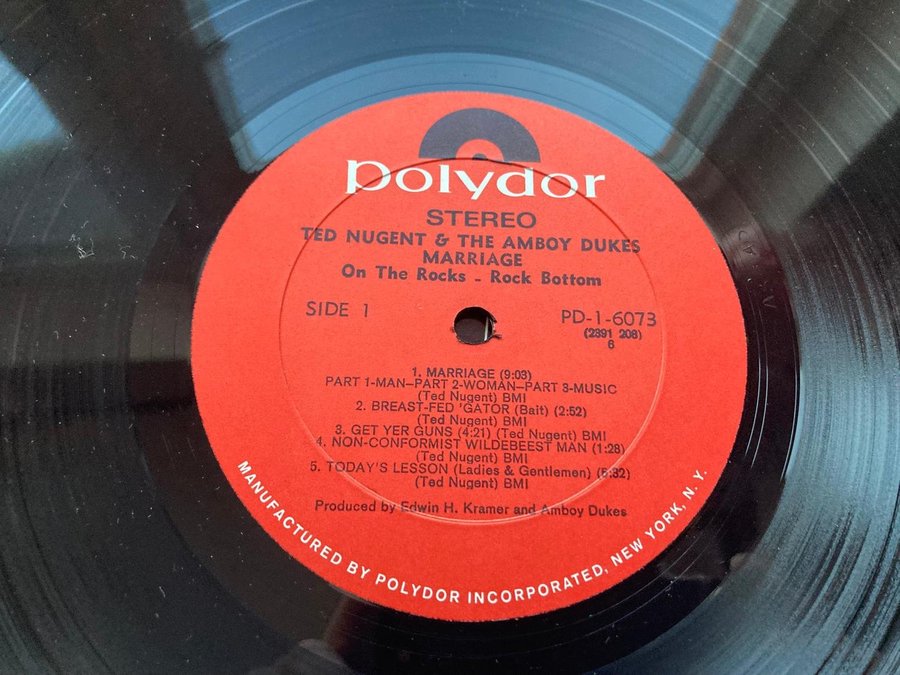 polydor
STEREO
TED NUGENT & THE AMBOY DUKES
MARRIAGE
On The Rocks - Rock Bottom
SIDE 1
PD-1-6073
(2391 208)
6
1. MARRIAGE (9:03)
PART 1-MAN-PART 2-WOMAN-PART 3-MUSIC
(Ted Nugent) BMI
2. BREAST-FED 'GATOR (Bait) (2:52)
(Ted Nugent) BMI
3. GET YER GUNS (4:21) (Ted Nugent) BMI
4. NON-CONFORMIST WILDEBEEST MAN (1:28)
(Ted Nugent) BMI
5. TODAY'S LESSON (Ladies & Gentlemen) (5:32)
(Ted Nugent) BMI
Produced by Edwin H. Kramer and Amboy Dukes
MANUFACTURED BY POLYDOR INCORPORATED, NEW YORK, N. Y.